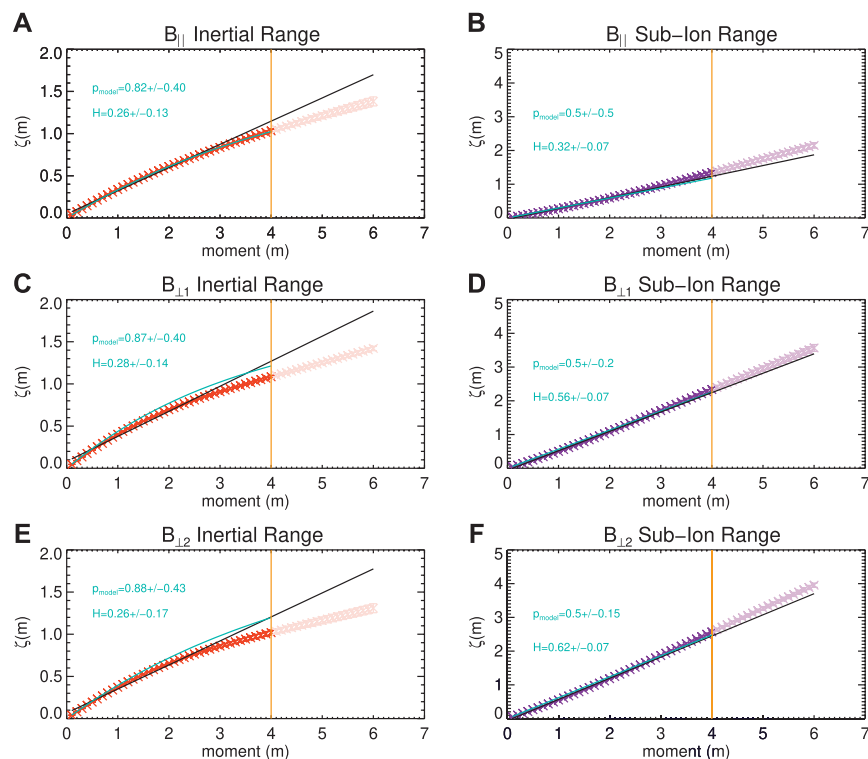 A
B|| Inertial Range
2.0
1.5
1.0
0.5
0.0
ζ(m)
p_model=0.82+/−0.40
H=0.26+/−0.13
0 1 2 3 4 5 6 7
moment (m)
B
B|| Sub−Ion Range
5
4
3
2
1
0
ζ(m)
p_model=0.5+/−0.5
H=0.32+/−0.07
0 1 2 3 4 5 6 7
moment (m)
C
B⊥1 Inertial Range
2.0
1.5
1.0
0.5
0.0
ζ(m)
p_model=0.87+/−0.40
H=0.28+/−0.14
0 1 2 3 4 5 6 7
moment (m)
D
B⊥1 Sub−Ion Range
5
4
3
2
1
0
ζ(m)
p_model=0.5+/−0.2
H=0.56+/−0.07
0 1 2 3 4 5 6 7
moment (m)
E
B⊥2 Inertial Range
2.0
1.5
1.0
0.5
0.0
ζ(m)
p_model=0.88+/−0.43
H=0.26+/−0.17
0 1 2 3 4 5 6 7
moment (m)
F
B⊥2 Sub−Ion Range
5
4
3
2
1
0
ζ(m)
p_model=0.5+/−0.15
H=0.62+/−0.07
0 1 2 3 4 5 6 7
moment (m)